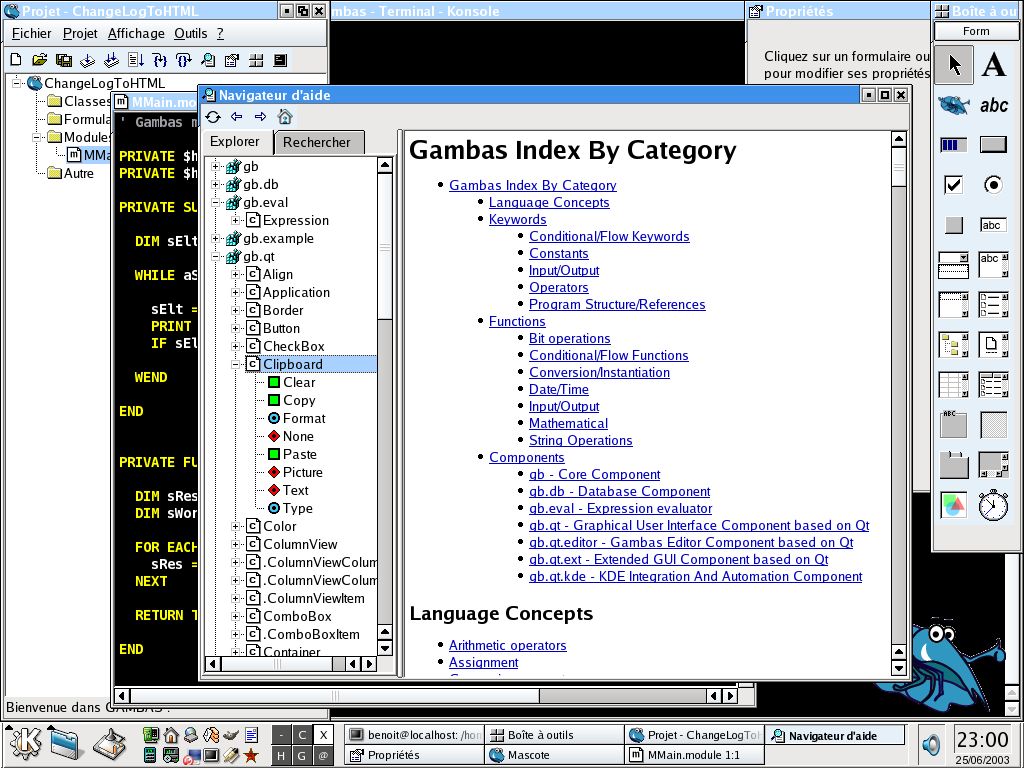 Projet - ChangeLogToHTML
Fichier Projet Affichage Outils ?
ChangeLogToHTML
Classes
Modules
Autre
Bienvenue dans GAMBAS !
- Terminal - Konsole
Propriétés
Cliquez sur un formulaire ou
pour modifier ses propriétés
Boîte à ou
Form
A
abc
abc
abc
ABC
' Gambas
PRIVATE
PRIVATE
PRIVATE
DIM sElt
WHILE
sElt =
PRINT
IF
WEND
END
PRIVATE
DIM sRes
DIM
FOR EACH
sRes =
NEXT
RETURN
END
Navigateur d'aide
Explorer Rechercher
gb
gb.db
gb.eval
Expression
gb.example
gb.qt
Align
Application
Border
Button
CheckBox
Clipboard
Clear
Copy
Format
None
Paste
Picture
Text
Type
Color
ColumnView
.ColumnViewColum
.ColumnViewColum
.ColumnViewItem
ComboBox
.ComboBoxItem
Container
Gambas Index By Category
Gambas Index By Category
Language Concepts
Keywords
Conditional/Flow Keywords
Constants
Input/Output
Operators
Program Structure/References
Functions
Bit operations
Conditional/Flow Functions
Conversion/Instantiation
Date/Time
Input/Output
Mathematical
String Operations
Components
gb - Core Component
gb.db - Database Component
gb.eval - Expression evaluator
gb.qt - Graphical User Interface Component based on Qt
gb.qt.editor - Gambas Editor Component based on Qt
gb.qt.ext - Extended GUI Component based on Qt
gb.qt.kde - KDE Integration And Automation Component
Language Concepts
Arithmetic operators
Assignment
- C X
H G @
benoit@localhost: /hon
Boîte à outils
Projet - ChangeLogToH
Navigateur d'aide
Propriétés
Mascote
MMain.module 1:1
23:00
25/06/2003